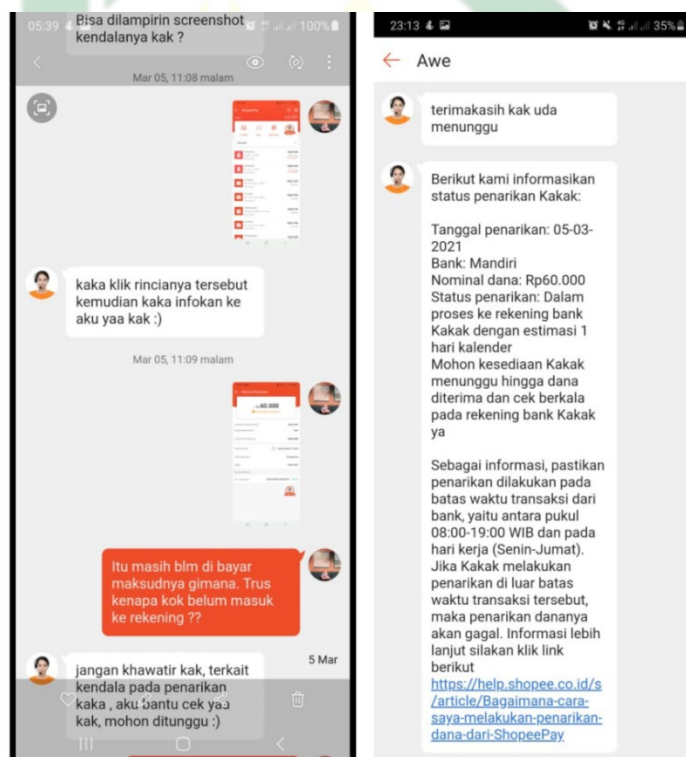 05:39
100%
Bisa dilampirin screenshot
kendalanya kak ?
Mar 05, 11:08 malam
kaka klik rincianya tersebut
kemudian kaka infokan ke
aku yaa kak :)
Mar 05, 11:09 malam
60.000
Itu masih blm di bayar
maksudnya gimana. Trus
kenapa kok belum masuk
ke rekening ??
5 Mar
jangan khawatir kak, terkait
kendala pada penarikan
kaka , aku bantu cek yaa
kak, mohon ditunggu :)
23:13
35%
Awe
terimakasih kak uda
menunggu
Berikut kami informasikan
status penarikan Kakak:
Tanggal penarikan: 05-03-
2021
Bank: Mandiri
Nominal dana: Rp60.000
Status penarikan: Dalam
proses ke rekening bank
Kakak dengan estimasi 1
hari kalender
Mohon kesediaan Kakak
menunggu hingga dana
diterima dan cek berkala
pada rekening bank Kakak
ya
Sebagai informasi, pastikan
penarikan dilakukan pada
batas waktu transaksi dari
bank, yaitu antara pukul
08:00-19:00 WIB dan pada
hari kerja (Senin-Jumat).
Jika Kakak melakukan
penarikan di luar batas
waktu transaksi tersebut,
maka penarikan dananya
akan gagal. Informasi lebih
lanjut silakan klik link
berikut
https://help.shopee.co.id/s
/article/Bagaimana-cara-
saya-melakukan-penarikan-
dana-dari-ShopeePay